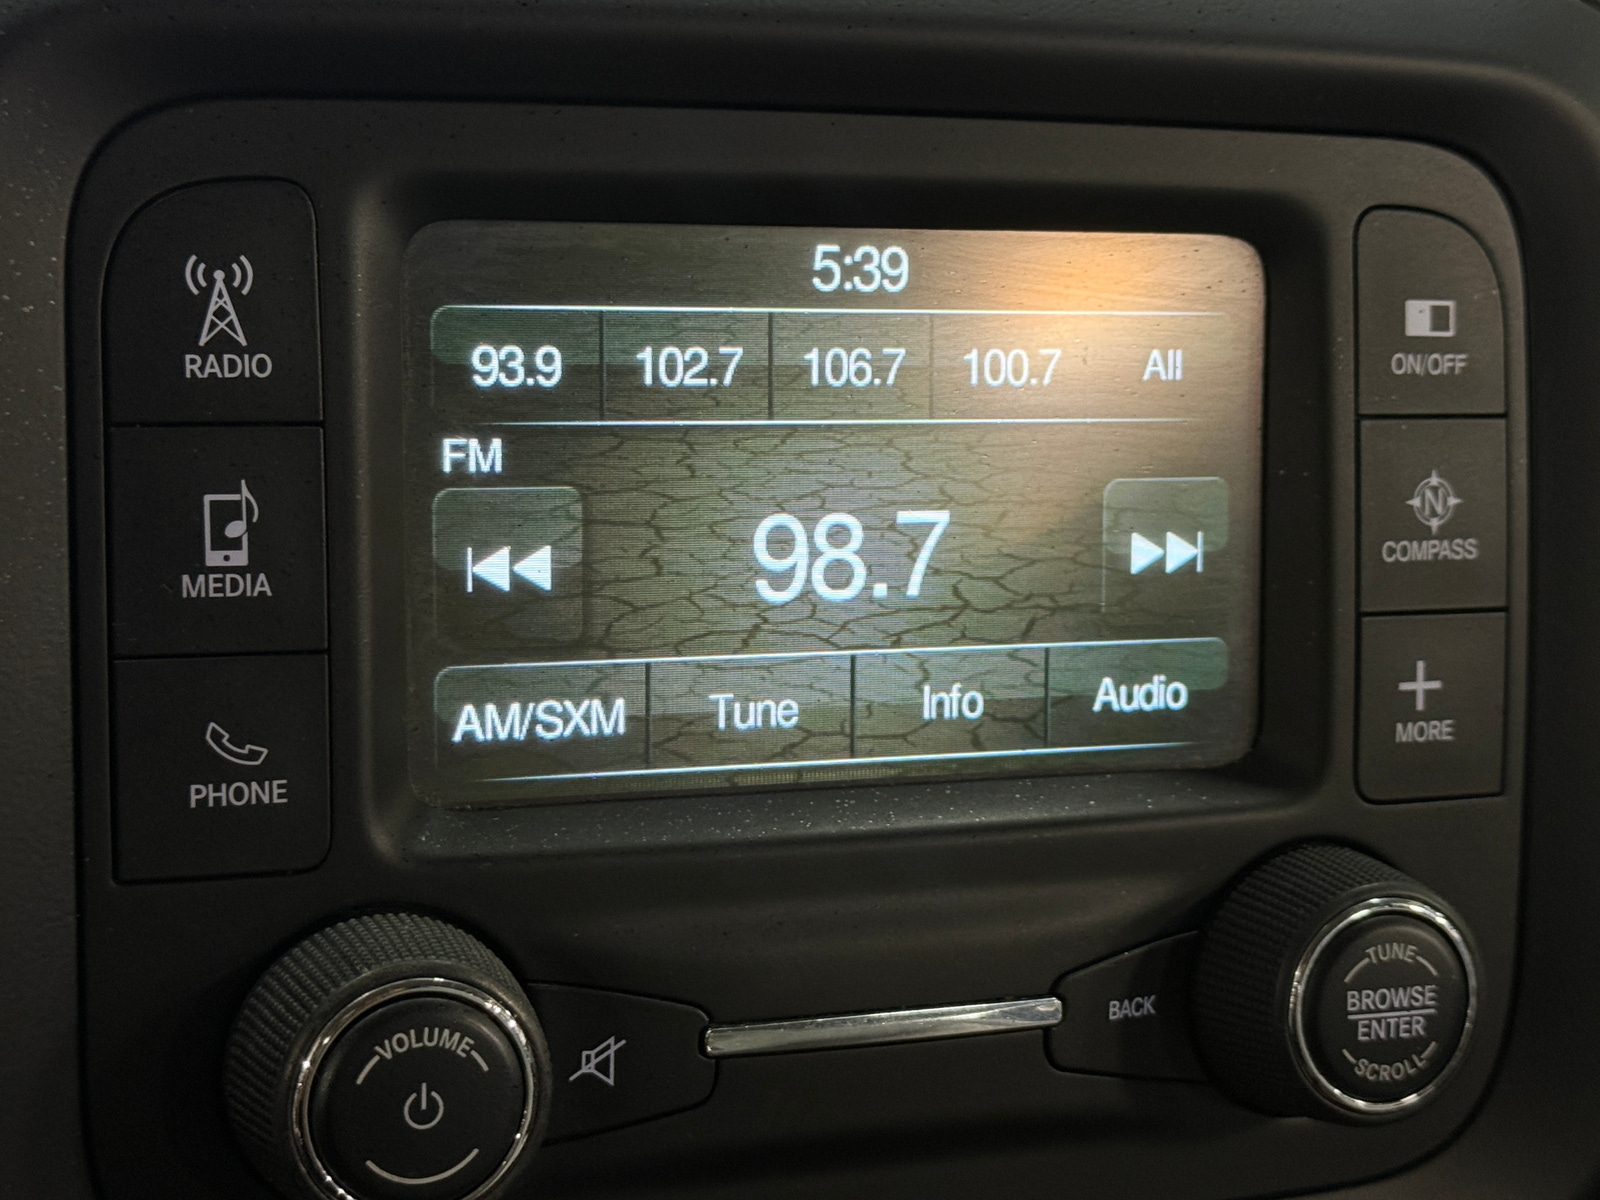 5:39
93.9 102.7 106.7 100.7 All
FM
98.7
AM/SXM Tune Info Audio
RADIO
MEDIA
PHONE
ON/OFF
N
COMPASS
MORE
VOLUME
BACK
TUNE
BROWSE
ENTER
SCROLL